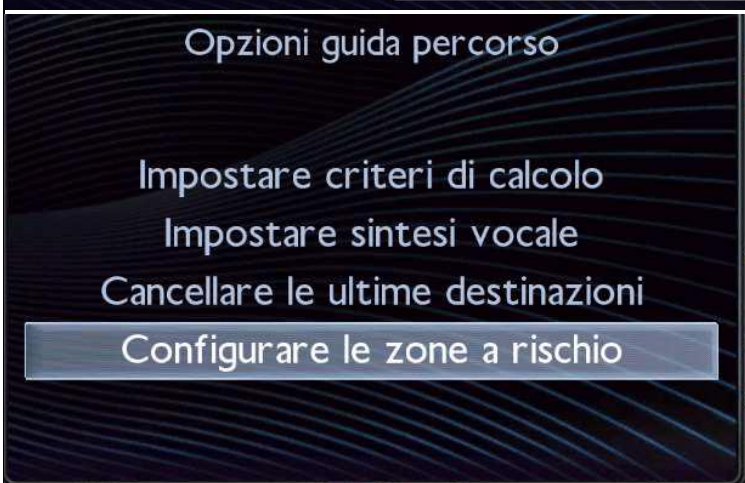 Opzioni guida percorso
Impostare criteri di calcolo
Impostare sintesi vocale
Cancellare le ultime destinazioni
Configurare le zone a rischio